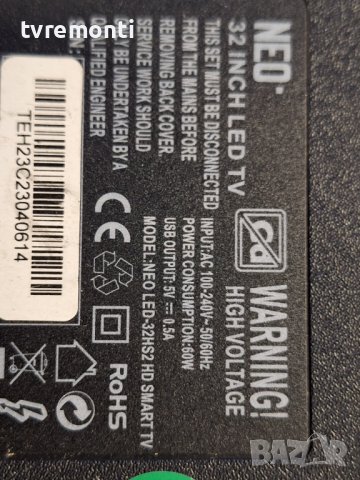 tvremonti
NEO
32 INCH LED TV
THIS SET MUST BE DISCONNECTED
FROM THE MAINS BEFORE
REMOVING BACK COVER.
SERVICE WORK SHOULD
BE UNDERTAKEN BY A
QUALIFIED ENGINEER
WARNING!
HIGH VOLTAGE
INPUT:AC 100-240V~50/60Hz
POWER CONSUMPTION:60W
USB OUTPUT: 5V 0.5A
MODEL:NEO LED-32HS2 HD SMART TV
CE
RoHS
TEH23C23040614
BAZAR